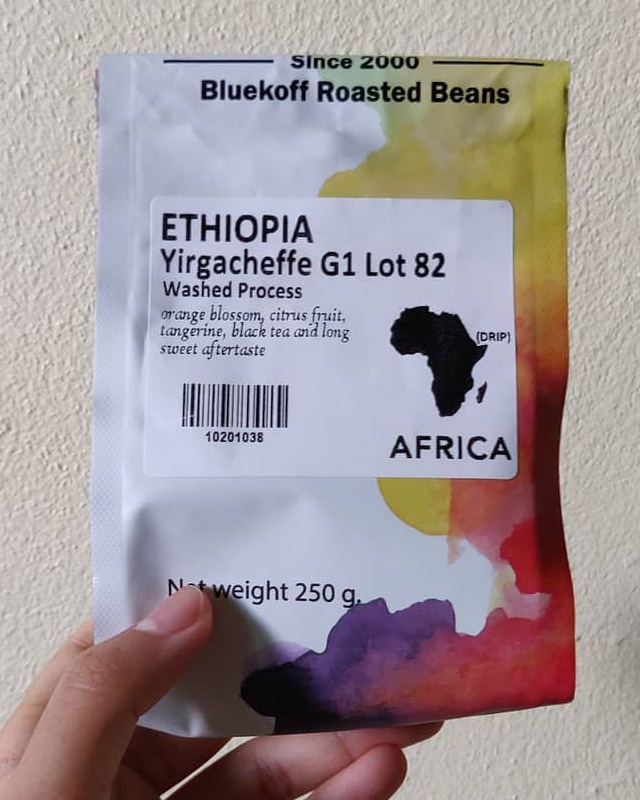 Since 2000
Bluekoff Roasted Beans
ETHIOPIA
Yirgacheffe G1 Lot 82
Washed Process
orange blossom, citrus fruit,
tangerine, black tea and long
sweet aftertaste
(DRIP)
10201038
AFRICA
Net weight 250 g.